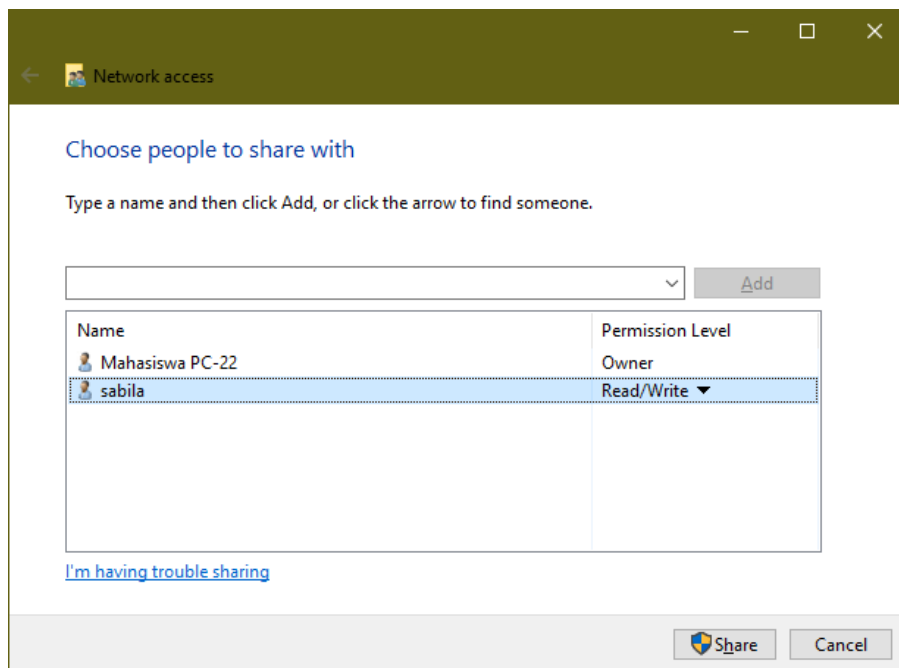 Network access
Choose people to share with
Type a name and then click Add, or click the arrow to find someone.
Add
Name Permission Level
Mahasiswa PC-22 Owner
sabila Read/Write
I'm having trouble sharing
Share Cancel